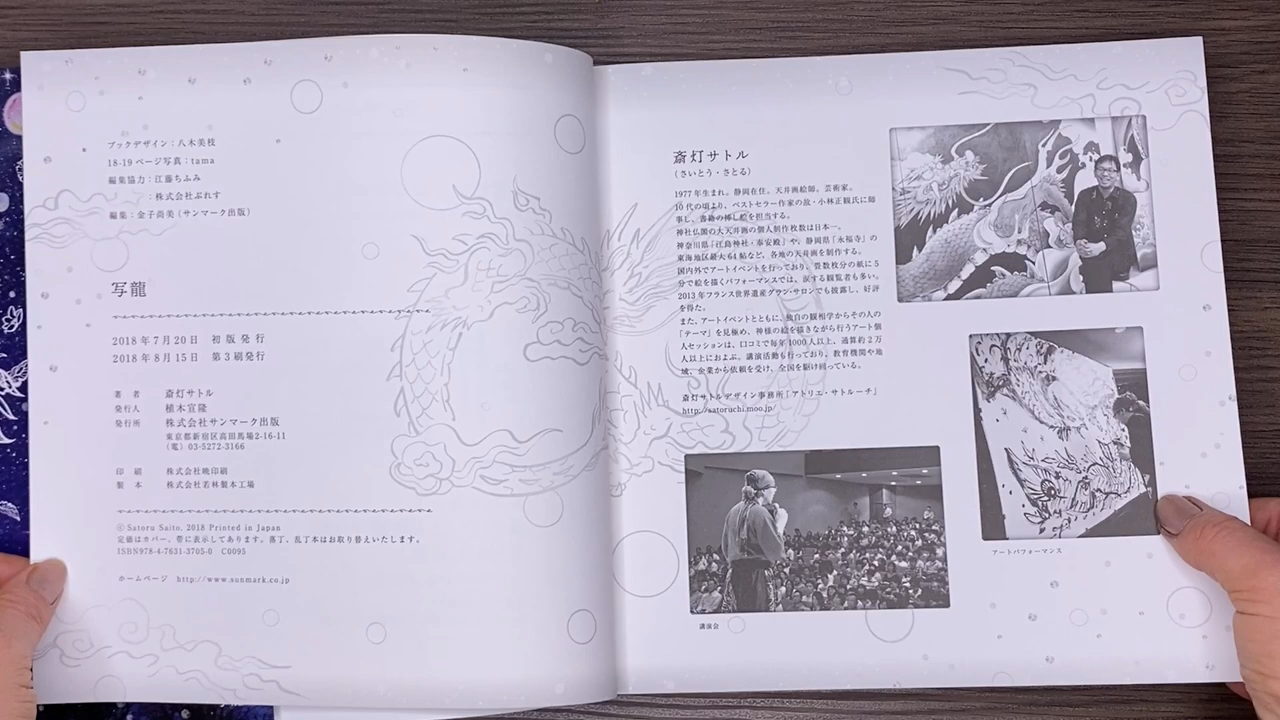 ブックデザイン：八木美枝
18-19ページ写真：tama
編集協力：江藤ちふみ
：株式会社ぷれす
編集：金子尚美（サンマーク出版）
写龍
2018年7月20日 初版発行
2018年8月15日 第3刷発行
著者 斎灯サトル
発行人 植木宣隆
発行所 株式会社サンマーク出版
東京都新宿区高田馬場2-16-11
（電）03-5272-3166
印刷 株式会社暁印刷
製本 株式会社若林製本工場
© Satoru Saito, 2018 Printed in Japan
定価はカバー、帯に表示してあります。落丁、乱丁本はお取り替えいたします。
ISBN978-4-7631-3705-0 C0095
ホームページ http://www.sunmark.co.jp
斎灯サトル
（さいとう・さとる）
1977年生まれ。静岡在住。天井画絵師。芸術家。
10代の頃より、ベストセラー作家の故・小林正観氏に師
事し、書籍の挿し絵を担当する。
神社仏閣の大天井画の個人制作枚数は日本一。
神奈川県「江島神社・奉安殿」や、静岡県「永福寺」の
東海地区最大64帖など、各地の天井画を制作する。
国内外でアートイベントを行っており、畳数枚分の紙に5
分で絵を描くパフォーマンスでは、涙する観覧者も多い。
2013年フランス世界遺産グラン・サロンでも披露し、好評
を得た。
また、アートイベントとともに、独自の観相学からその人の
「テーマ」を見極め、神様の絵を描きながら行うアート個
人セッションは、口コミで毎年1000人以上、通算約2万
人以上におよぶ。講演活動も行っており、教育機関や地
域、企業から依頼を受け、全国を駆け回っている。
斎灯サトルデザイン事務所「アトリエ・サトルーチ」
http://satoruchi.moo.jp/
アートパフォーマンス
講演会